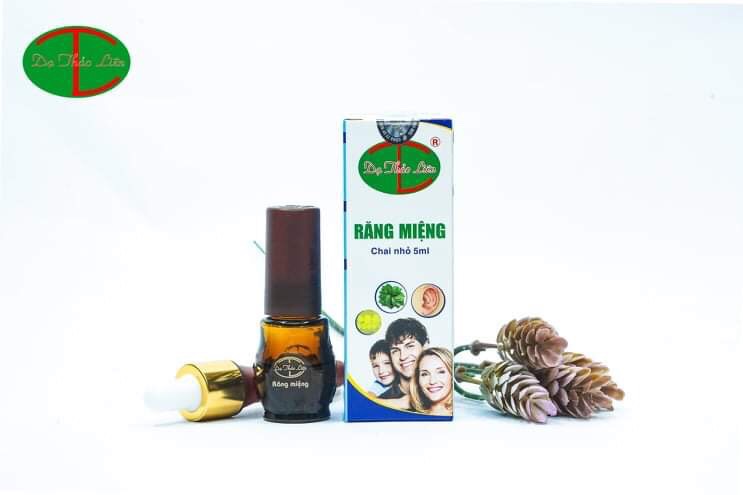 Dạ Thảo Liên
Dạ Thảo Liên
®
RĂNG MIỆNG
Chai nhỏ 5ml
Dạ Thảo Liên
Răng miệng